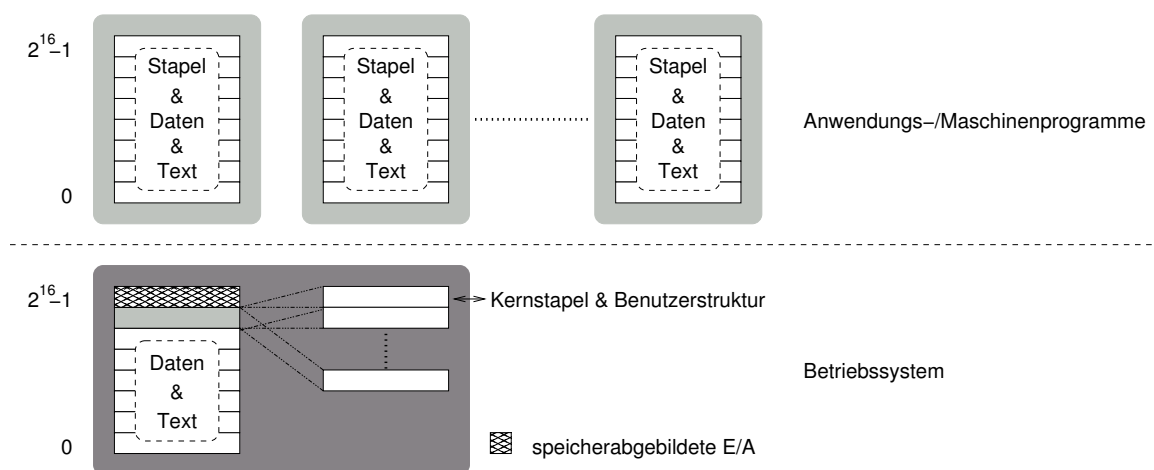 2^16–1
Stapel
&
Daten
&
Text
0
Stapel
&
Daten
&
Text
Stapel
&
Daten
&
Text
Anwendungs–/Maschinenprogramme
2^16–1
Daten
&
Text
0
Kernstapel & Benutzerstruktur
Betriebssystem
speicherabgebildete E/A